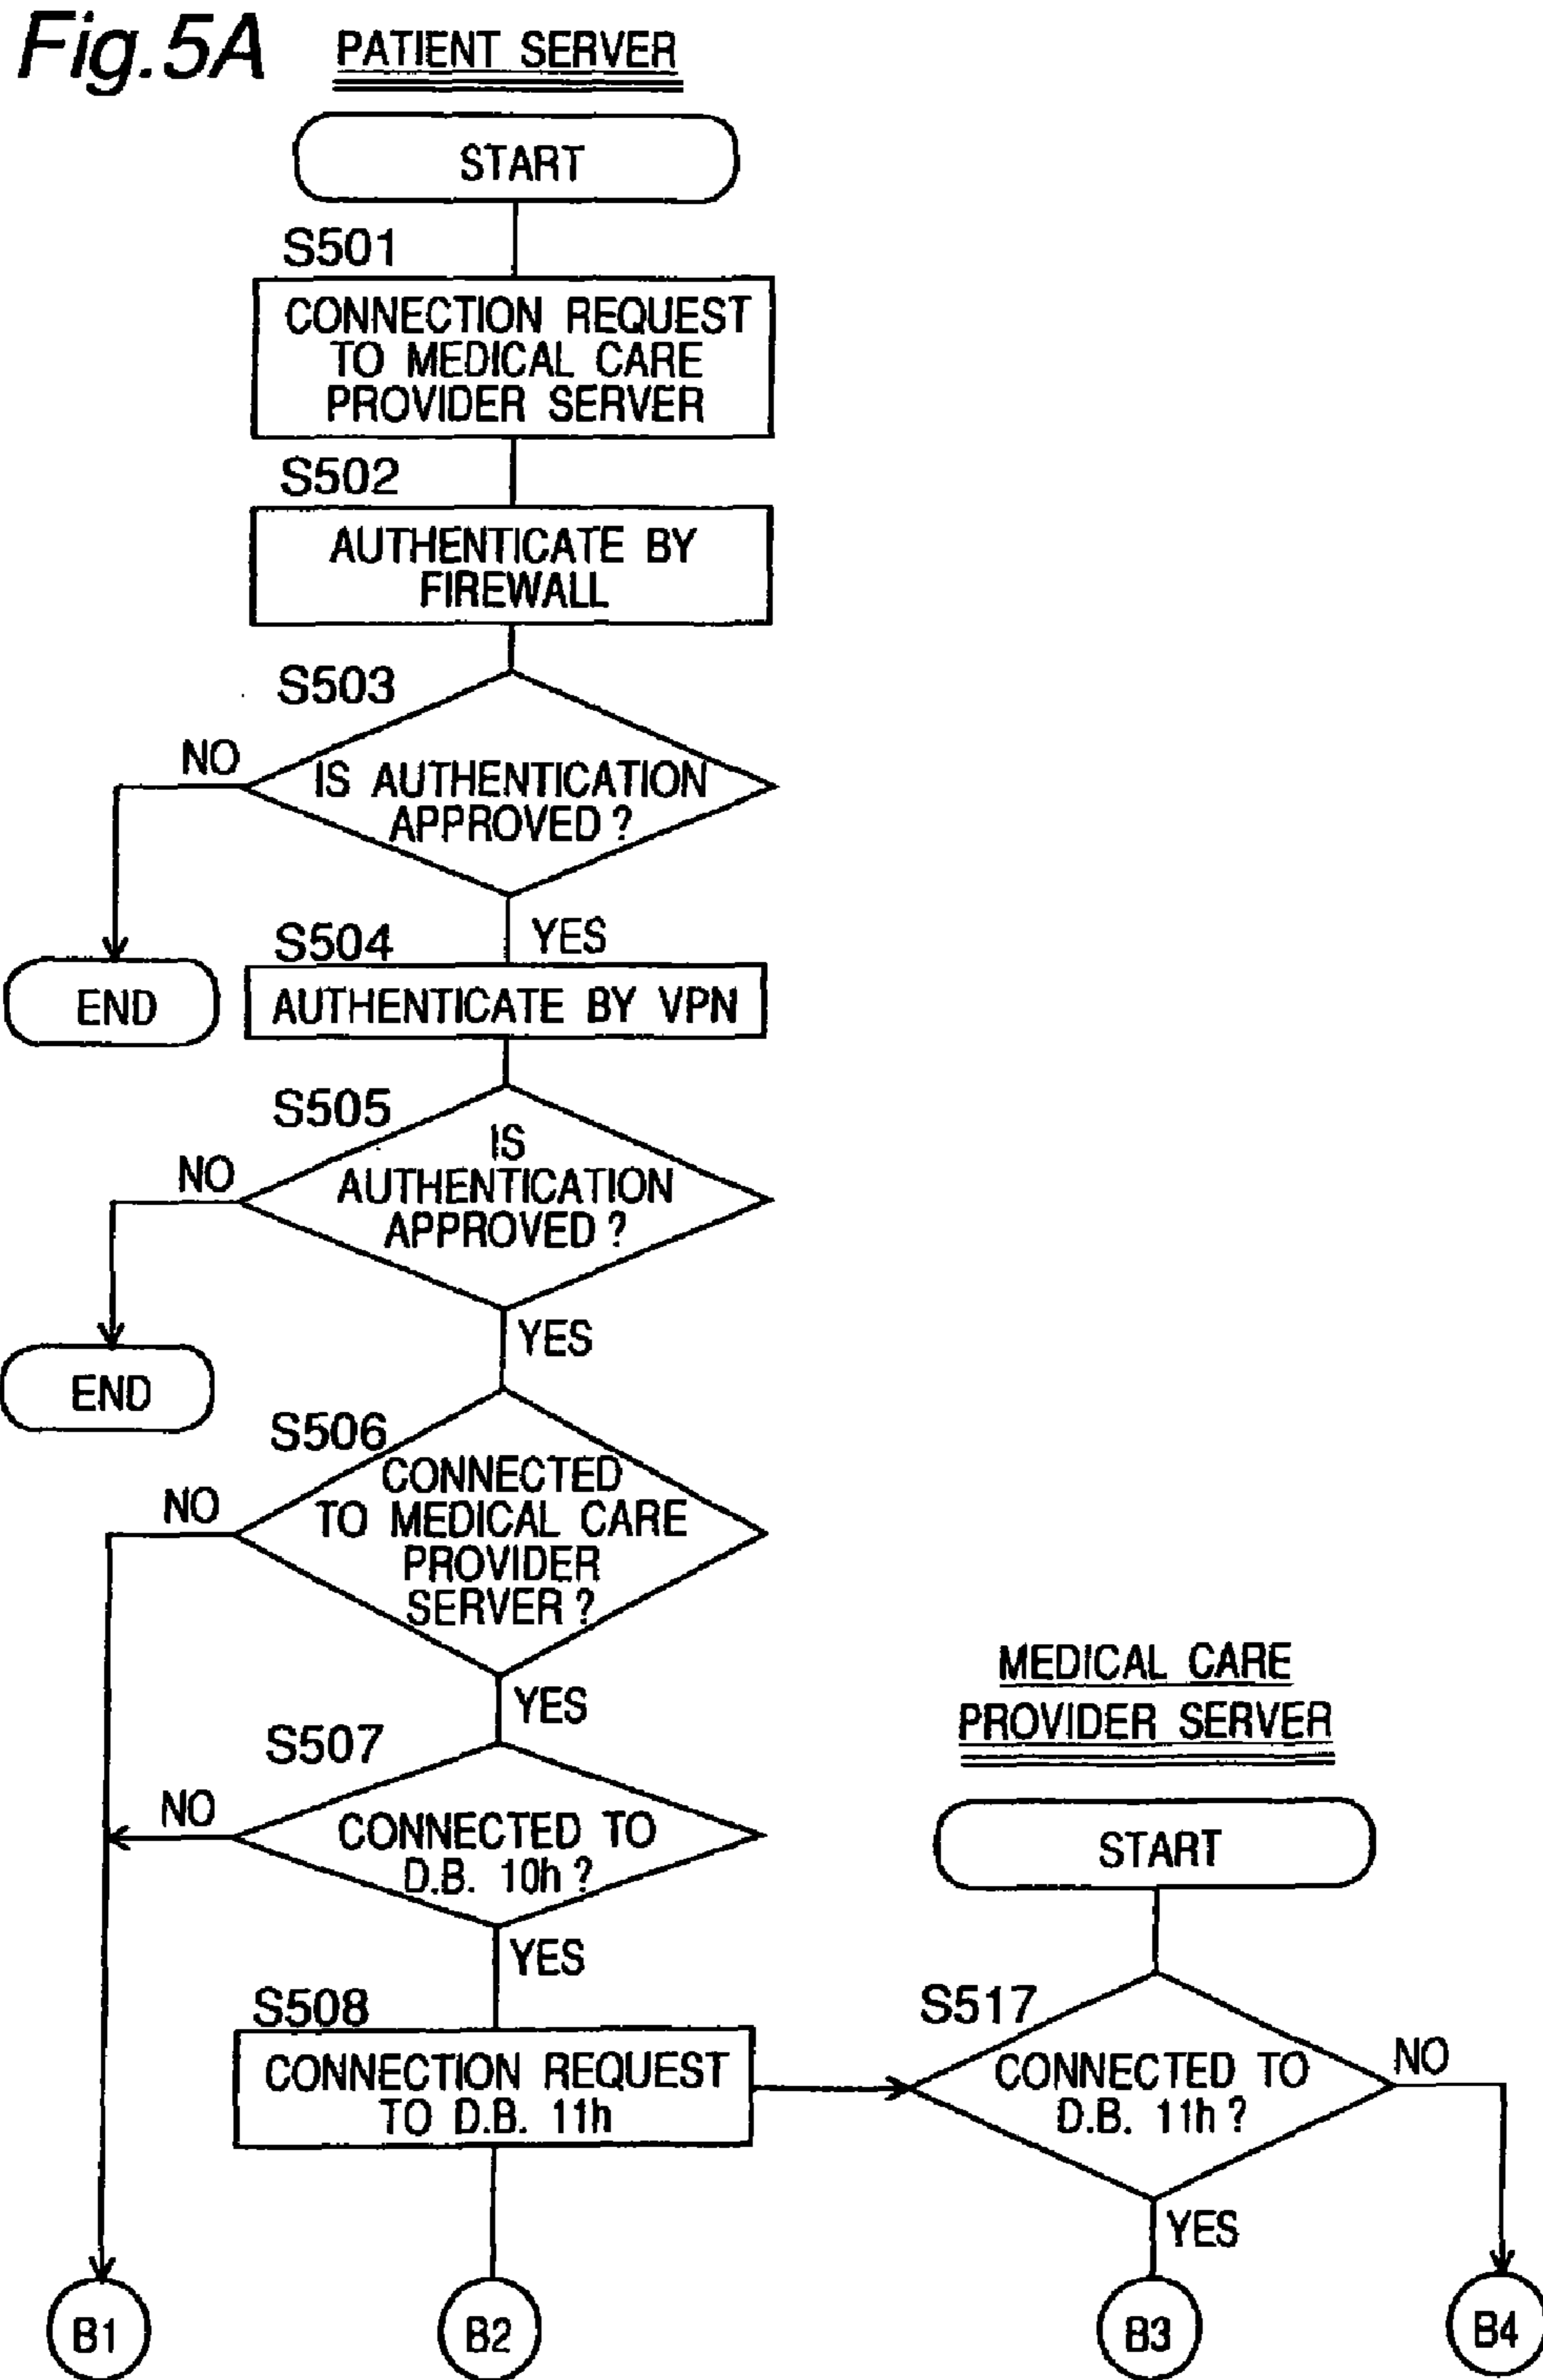 Fig.5A
PATIENT SERVER
START
S501
CONNECTION REQUEST
TO MEDICAL CARE
PROVIDER SERVER
S502
AUTHENTICATE BY
FIREWALL
S503
NO
IS AUTHENTICATION
APPROVED ?
YES
END
S504
AUTHENTICATE BY VPN
S505
NO
IS
AUTHENTICATION
APPROVED ?
YES
END
S506
NO
CONNECTED
TO MEDICAL CARE
PROVIDER
SERVER ?
YES
S507
NO
CONNECTED TO
D.B. 10h ?
YES
S508
CONNECTION REQUEST
TO D.B. 11h
MEDICAL CARE
PROVIDER SERVER
START
S517
CONNECTED TO
D.B. 11h ?
NO
YES
B1
B2
B3
B4